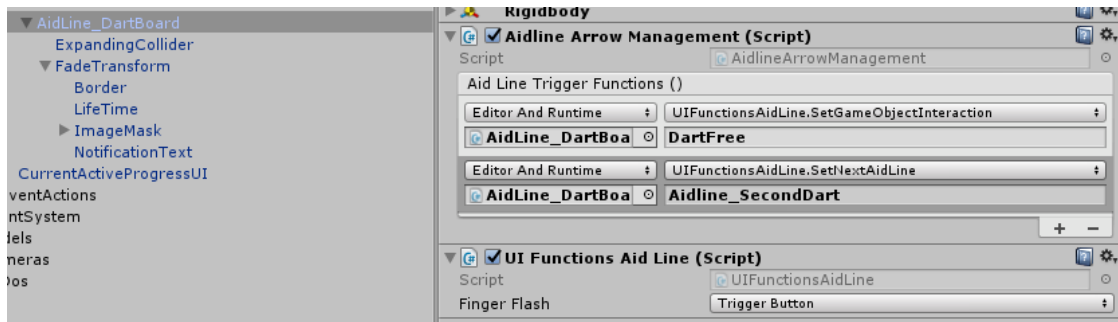 AidLine_DartBoard
ExpandingCollider
FadeTransform
Border
LifeTime
ImageMask
NotificationText
CurrentActiveProgressUI
ventActions
ntSystem
dels
meras
Dos
Rigidbody
Aidline Arrow Management (Script)
Script AidlineArrowManagement
Aid Line Trigger Functions ()
Editor And Runtime UIFunctionsAidLine.SetGameObjectInteraction
AidLine_DartBoa DartFree
Editor And Runtime UIFunctionsAidLine.SetNextAidLine
AidLine_DartBoa Aidline_SecondDart
+ −
UI Functions Aid Line (Script)
Script UIFunctionsAidLine
Finger Flash Trigger Button